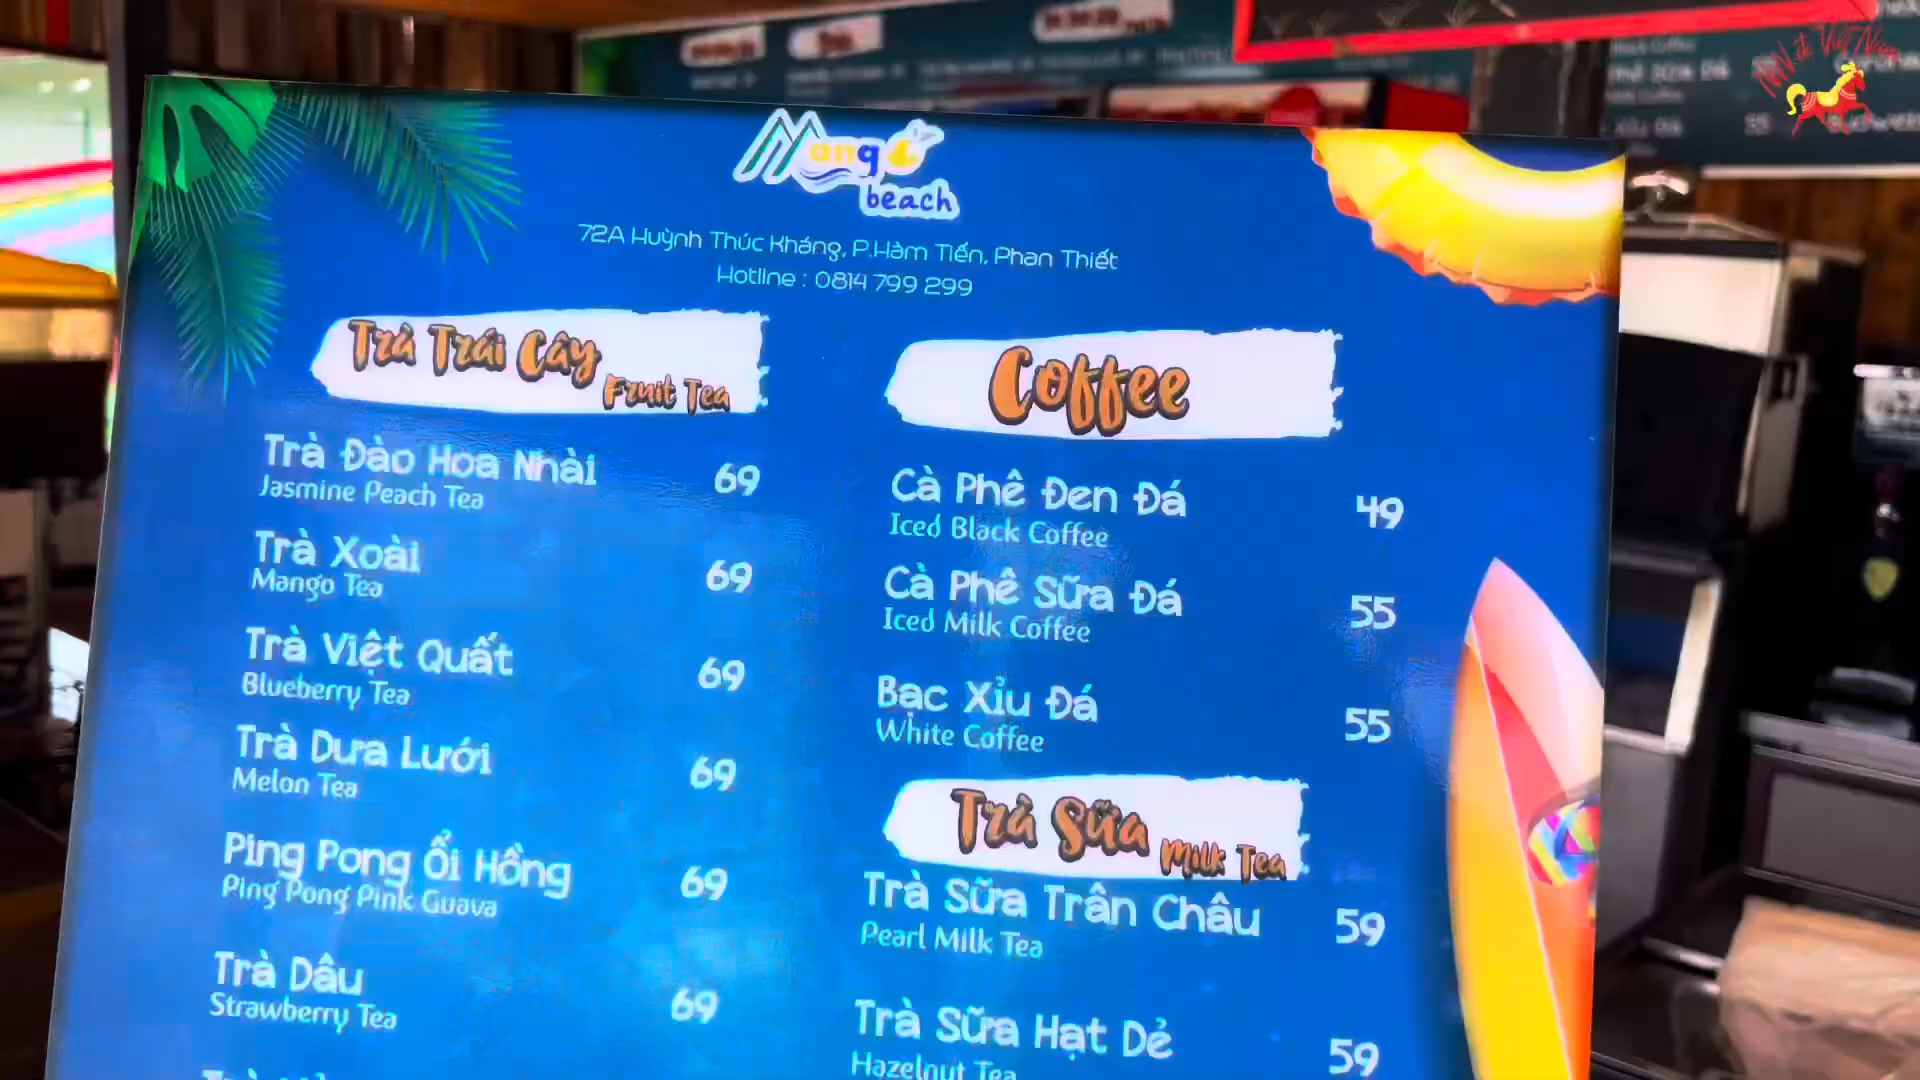 Mango
beach
72A Huỳnh Thúc Kháng, P.Hàm Tiến, Phan Thiết
Hotline : 0814 799 299
Trà Trái Cây
Fruit Tea
Trà Đào Hoa Nhài 69
Jasmine Peach Tea
Trà Xoài 69
Mango Tea
Trà Việt Quất 69
Blueberry Tea
Trà Dưa Lưới 69
Melon Tea
Ping Pong Ổi Hồng 69
Ping Pong Pink Guava
Trà Dâu 69
Strawberry Tea
Coffee
Cà Phê Đen Đá 49
Iced Black Coffee
Cà Phê Sữa Đá 55
Iced Milk Coffee
Bạc Xỉu Đá 55
White Coffee
Trà Sữa
Milk Tea
Trà Sữa Trân Châu 59
Pearl Milk Tea
Trà Sữa Hạt Dẻ 59
Hazelnut Tea